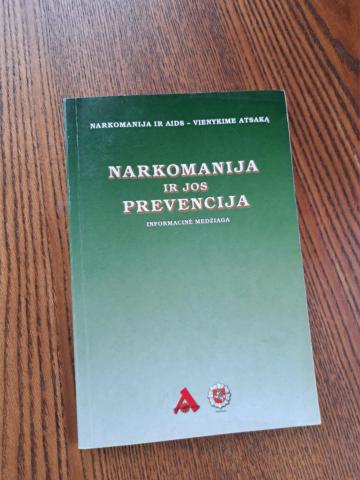 NARKOMANIJA IR AIDS – VIENYKIME ATSAKĄ
NARKOMANIJA
IR JOS
PREVENCIJA
INFORMACINĖ MEDŽIAGA